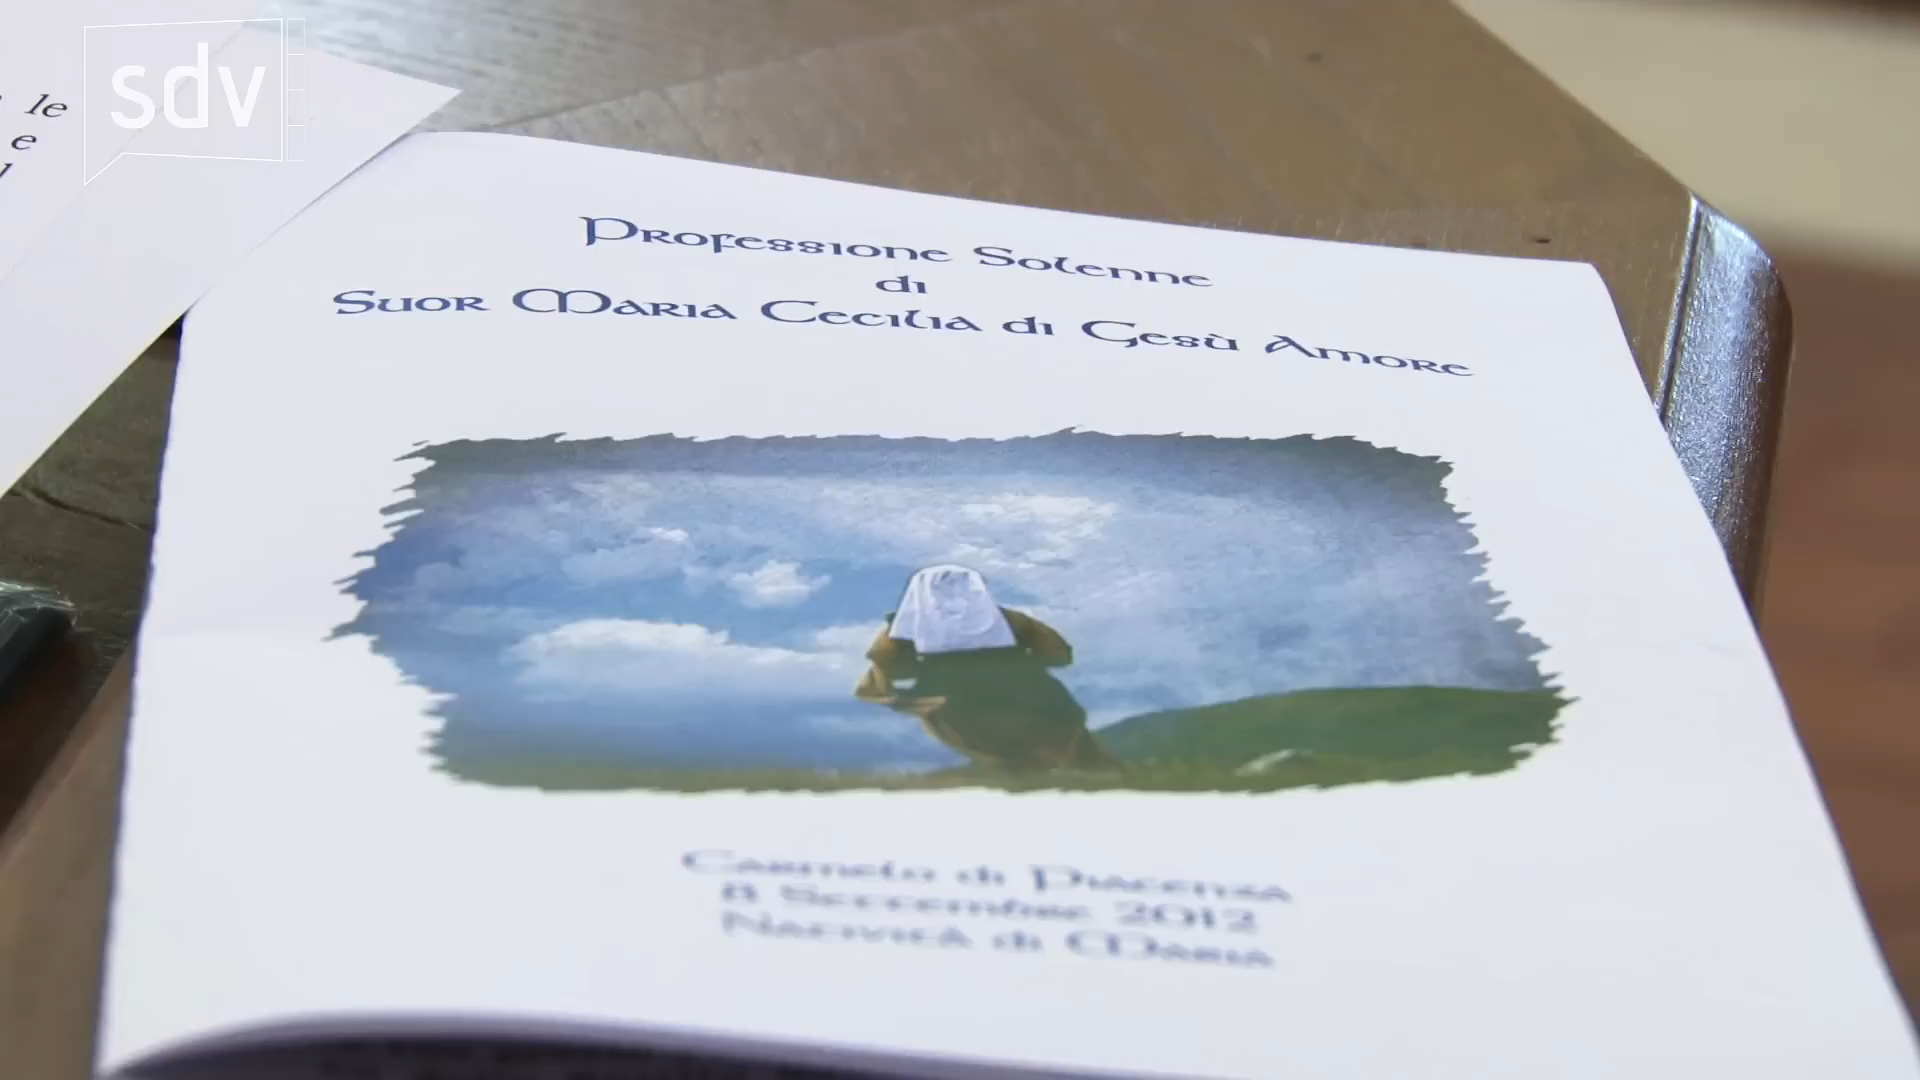 sdv
le
e
Professione Solenne
di
Suor Maria Cecilia di Gesù Amore
Carmelo di Piacenza
8 Settembre 2012
Natività di Maria